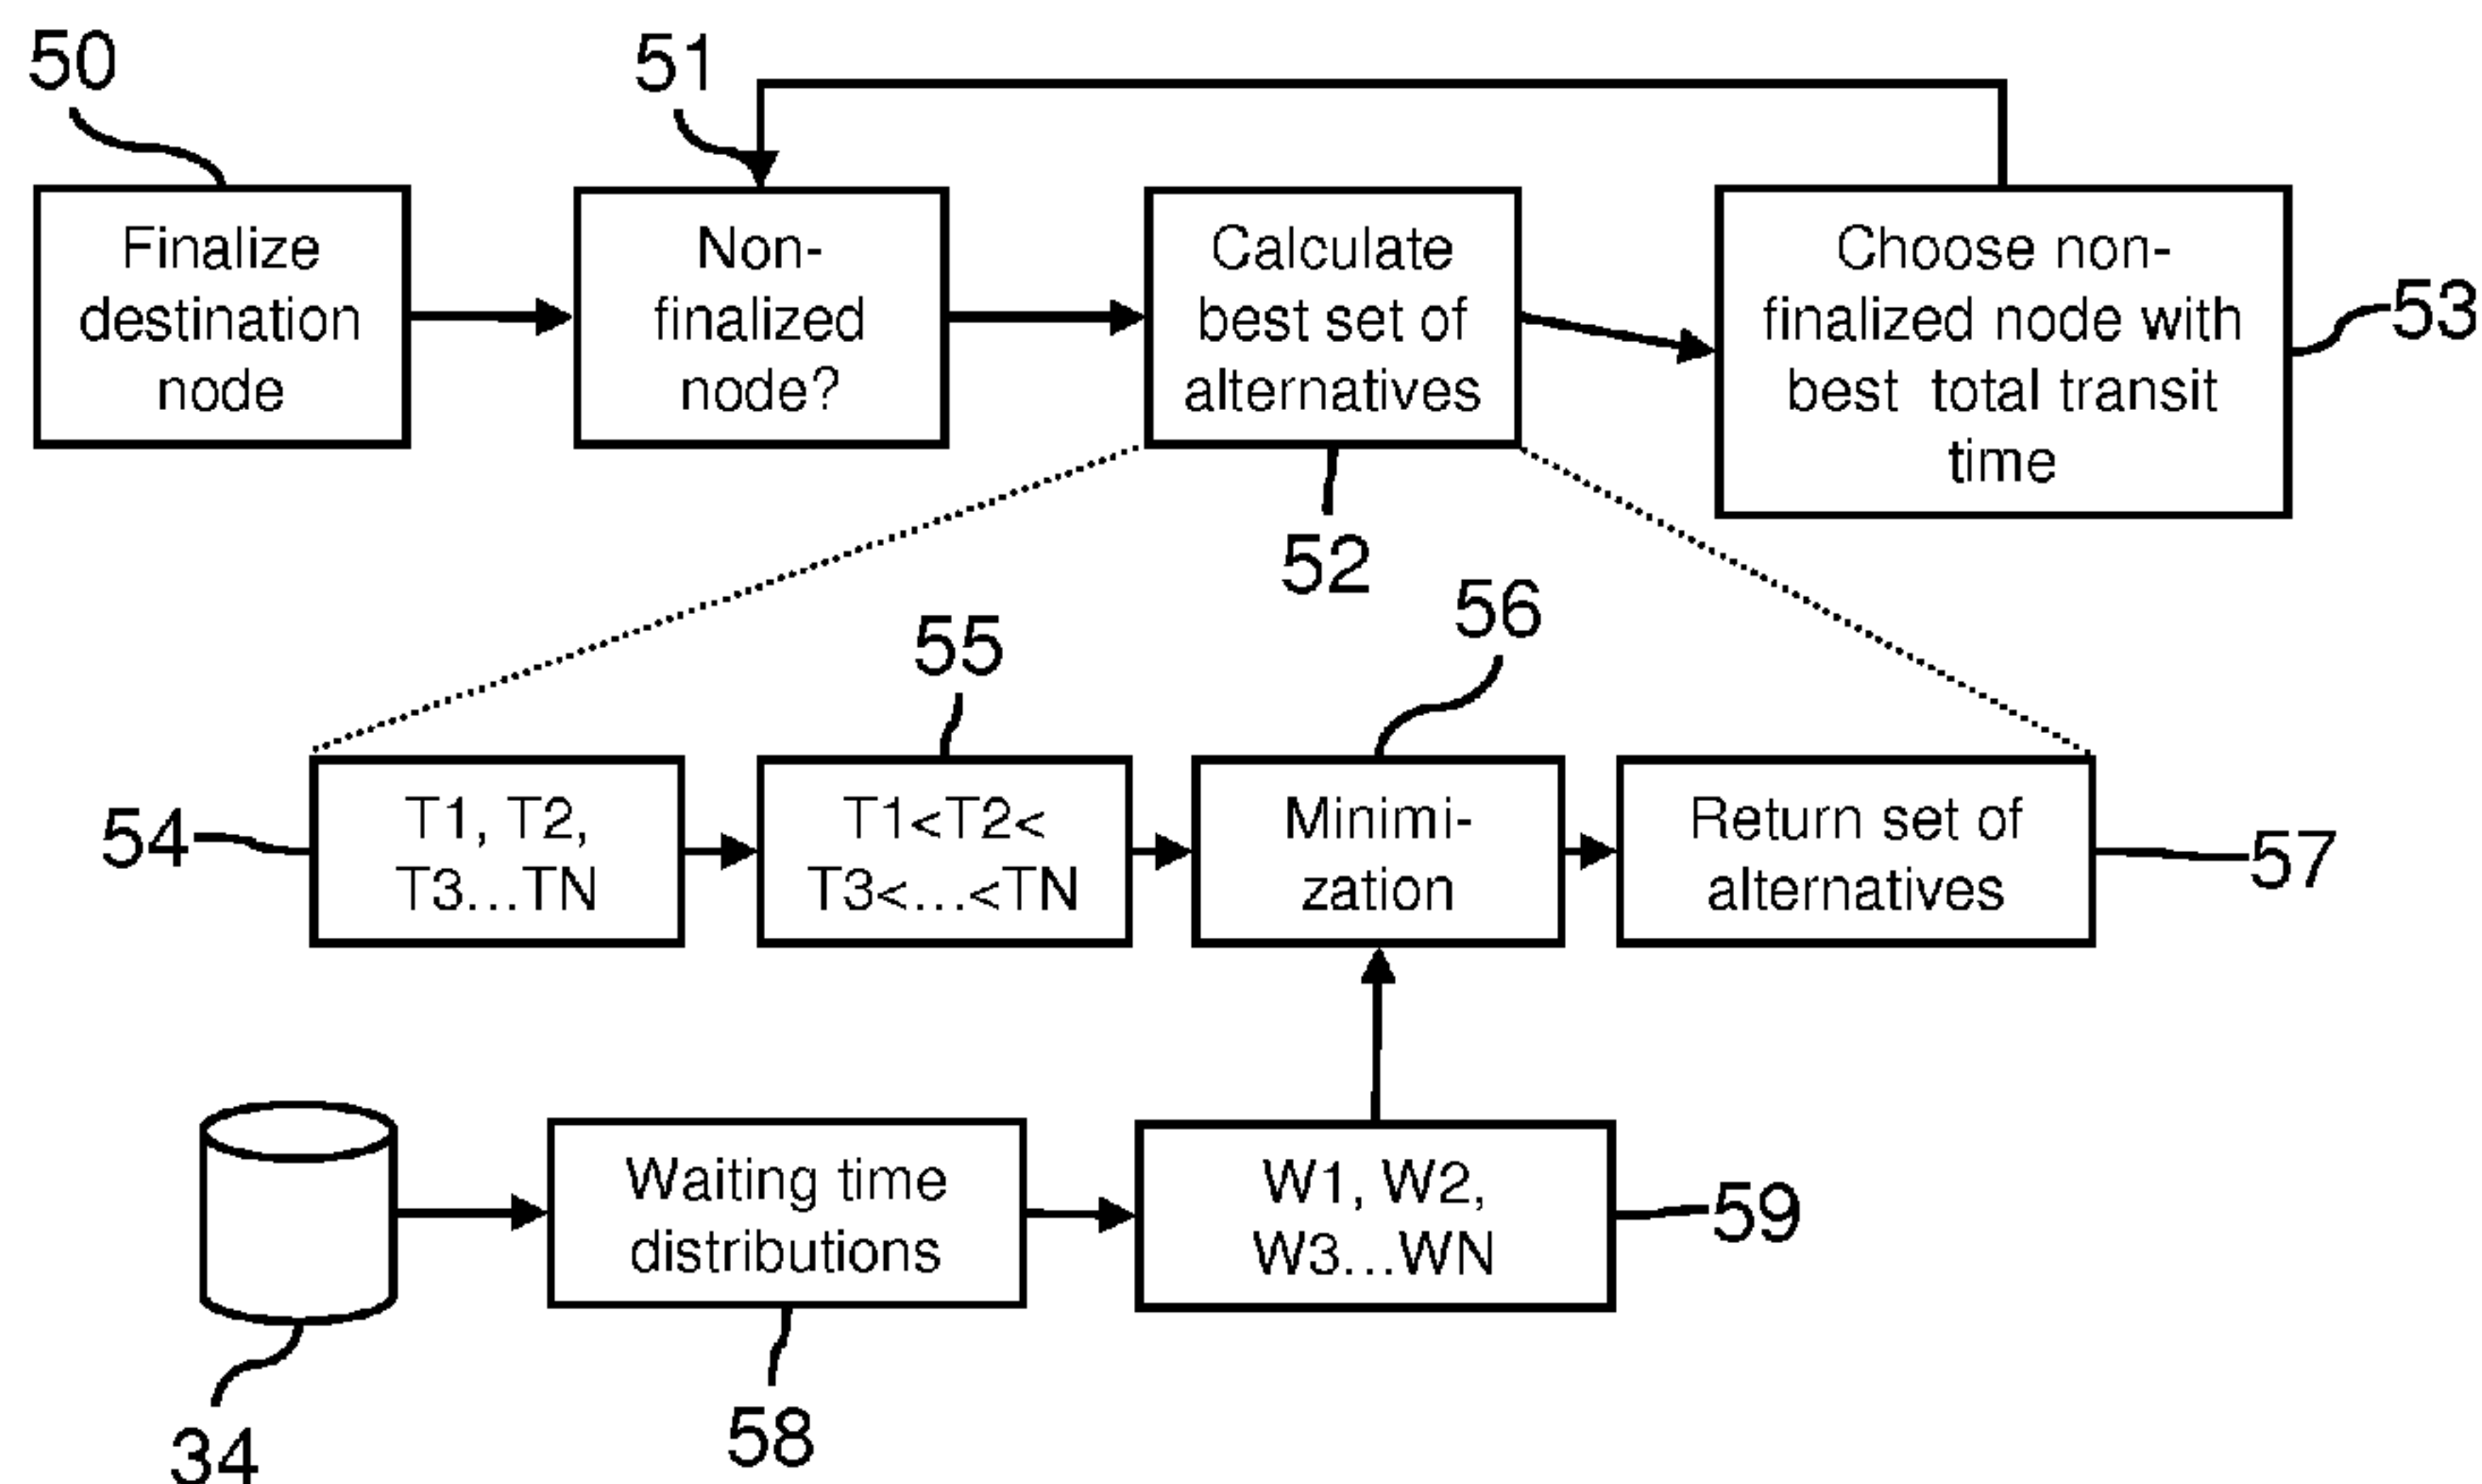 50
51
Finalize
destination
node
Non-
finalized
node?
Calculate
best set of
alternatives
Choose non-
finalized node with
best total transit
time
53
52
56
55
54
T1, T2,
T3...TN
T1<T2<
T3<...<TN
Minimi-
zation
Return set of
alternatives
57
Waiting time
distributions
W1, W2,
W3...WN
59
58
34